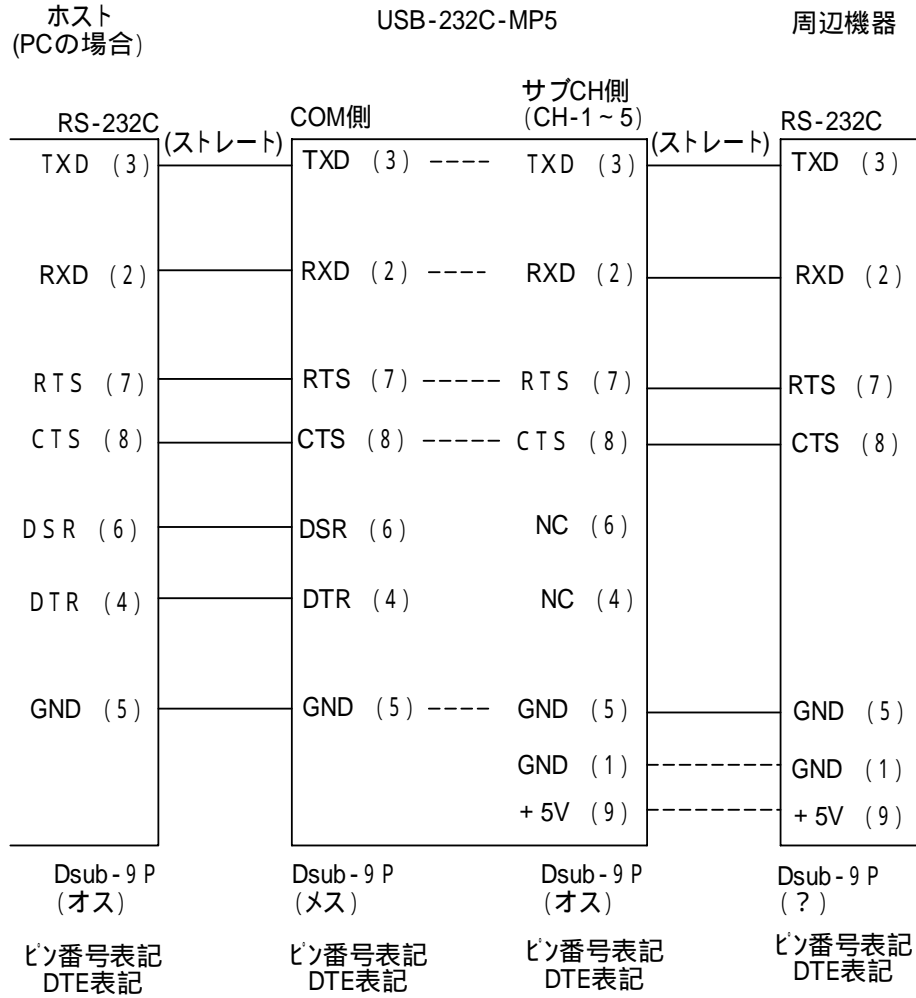 ホスト
(PCの場合)
USB-232C-MP5
周辺機器
RS-232C
(ストレート)
COM側
サブCH側
(CH-1~5)
(ストレート)
RS-232C
TXD (3)
TXD (3) ----
TXD (3)
TXD (3)
RXD (2)
RXD (2) ----
RXD (2)
RXD (2)
RTS (7)
RTS (7) -----
RTS (7)
RTS (7)
CTS (8)
CTS (8) -----
CTS (8)
CTS (8)
DSR (6)
DSR (6)
NC (6)
DTR (4)
DTR (4)
NC (4)
GND (5)
GND (5) ----
GND (5)
GND (5)
GND (1)
GND (1)
+5V (9)
+5V (9)
Dsub-9P
(オス)
ピン番号表記
DTE表記
Dsub-9P
(メス)
ピン番号表記
DTE表記
Dsub-9P
(オス)
ピン番号表記
DTE表記
Dsub-9P
(?)
ピン番号表記
DTE表記